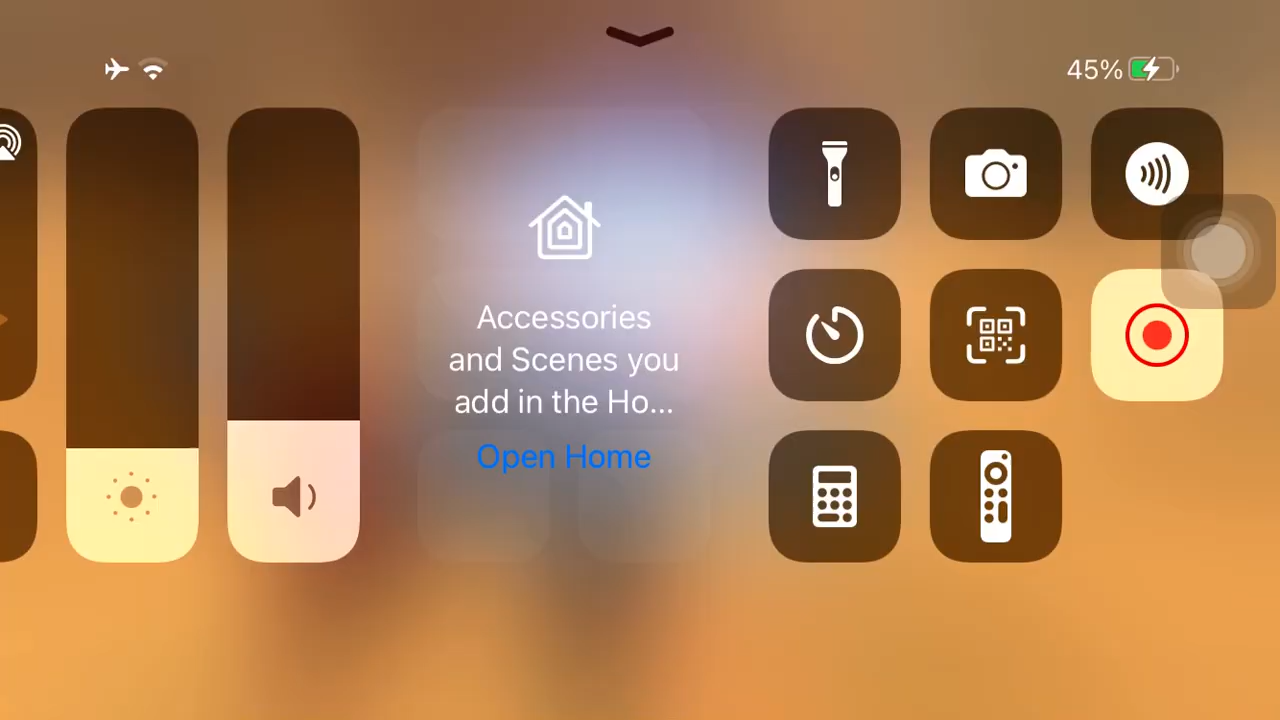 45%
Accessories
and Scenes you
add in the Ho...
Open Home